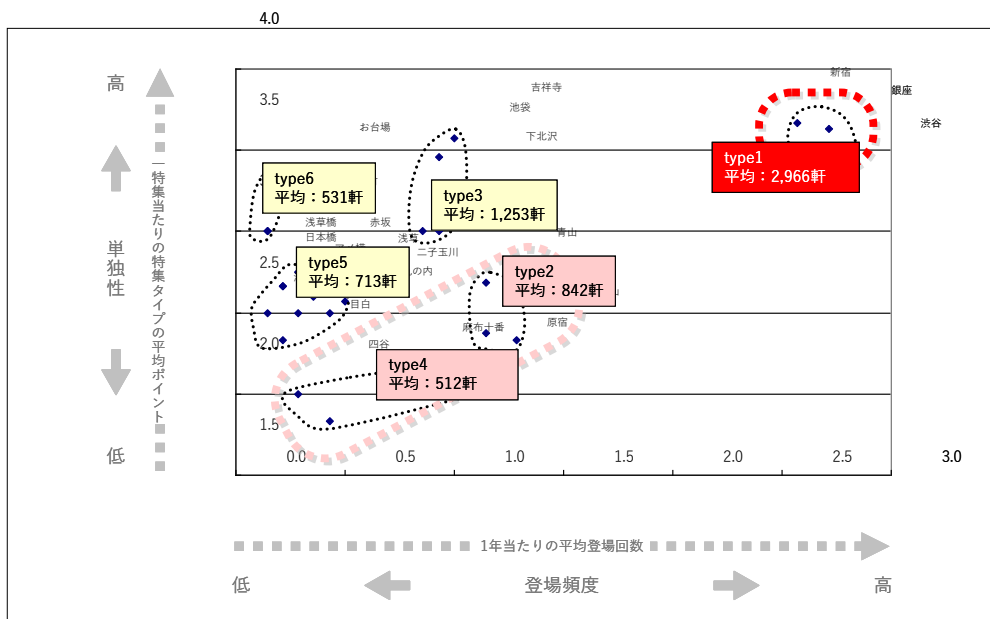 4.0
高
新宿
吉祥寺
銀座
3.5
池袋
渋谷
お台場
下北沢
type1
平均：2,966軒
type6
平均：531軒
type3
平均：1,253軒
一特集当たりの特集タイプの平均ポイント
単独性
浅草橋
赤坂
日本橋
浅草
青山
二子玉川
2.5
type5
平均：713軒
の内
type2
平均：842軒
目白
麻布十番
原宿
2.0
四谷
type4
平均：512軒
1.5
低
0.0
0.5
1.0
1.5
2.0
2.5
3.0
1年当たりの平均登場回数
低
登場頻度
高